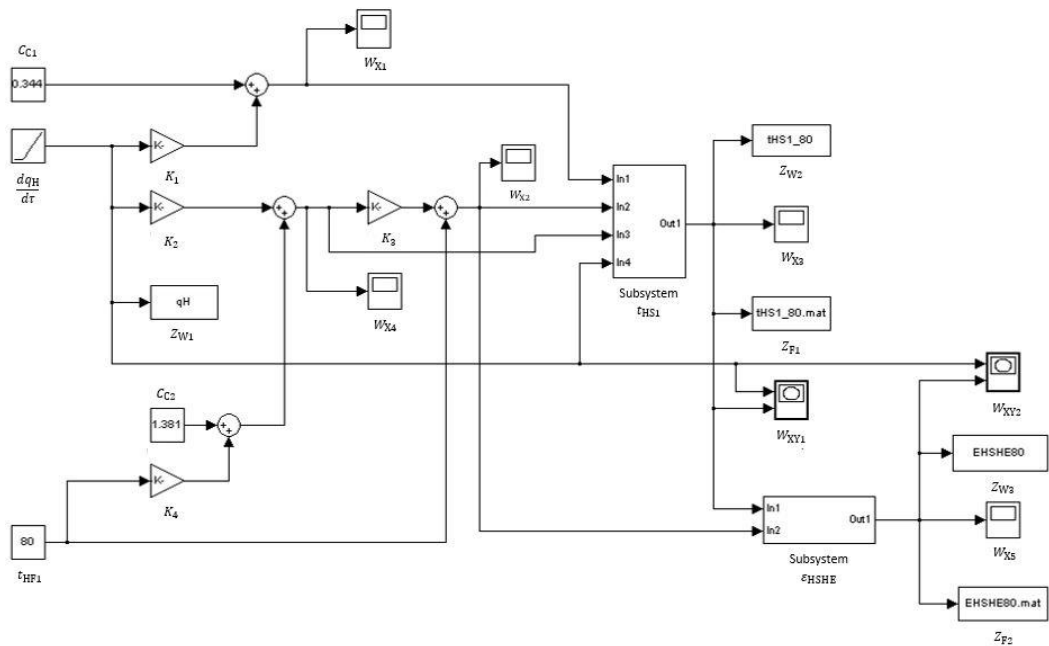 C_C1
0.344
W_X1
K-
K_1
dq_H
dτ
K-
K_2
K-
K_3
W_X2
In1
In2
In3
In4
Out1
Subsystem
t_HS1
tHS1_80
Z_W2
W_X3
tHS1_80.mat
Z_F1
qH
Z_W1
W_X4
C_C2
1.381
K-
K_4
80
t_HF1
W_XY1
W_XY2
In1
In2
Out1
Subsystem
ε_HSHE
EHSHE80
Z_W3
W_X5
EHSHE80.mat
Z_F2